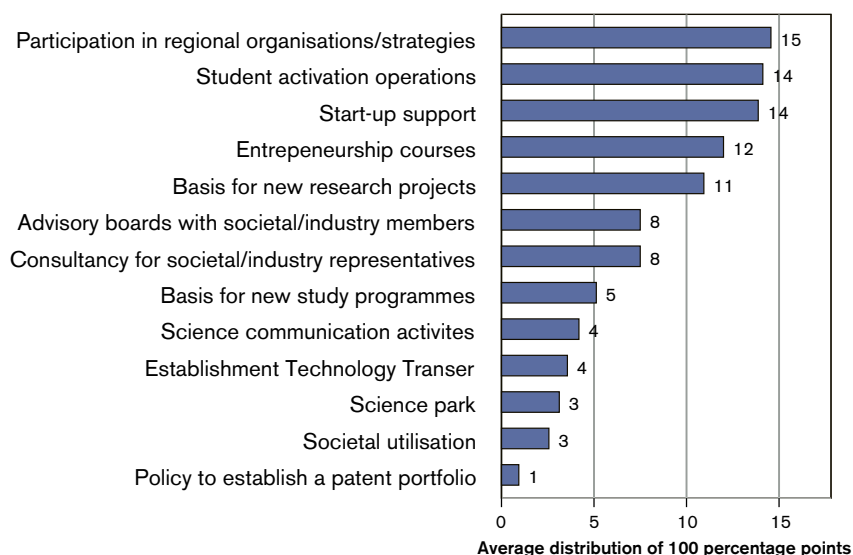 Participation in regional organisations/strategies 15
Student activation operations 14
Start-up support 14
Entrepeneurship courses 12
Basis for new research projects 11
Advisory boards with societal/industry members 8
Consultancy for societal/industry representatives 8
Basis for new study programmes 5
Science communication activites 4
Establishment Technology Transer 4
Science park 3
Societal utilisation 3
Policy to establish a patent portfolio 1
0 5 10 15
Average distribution of 100 percentage points